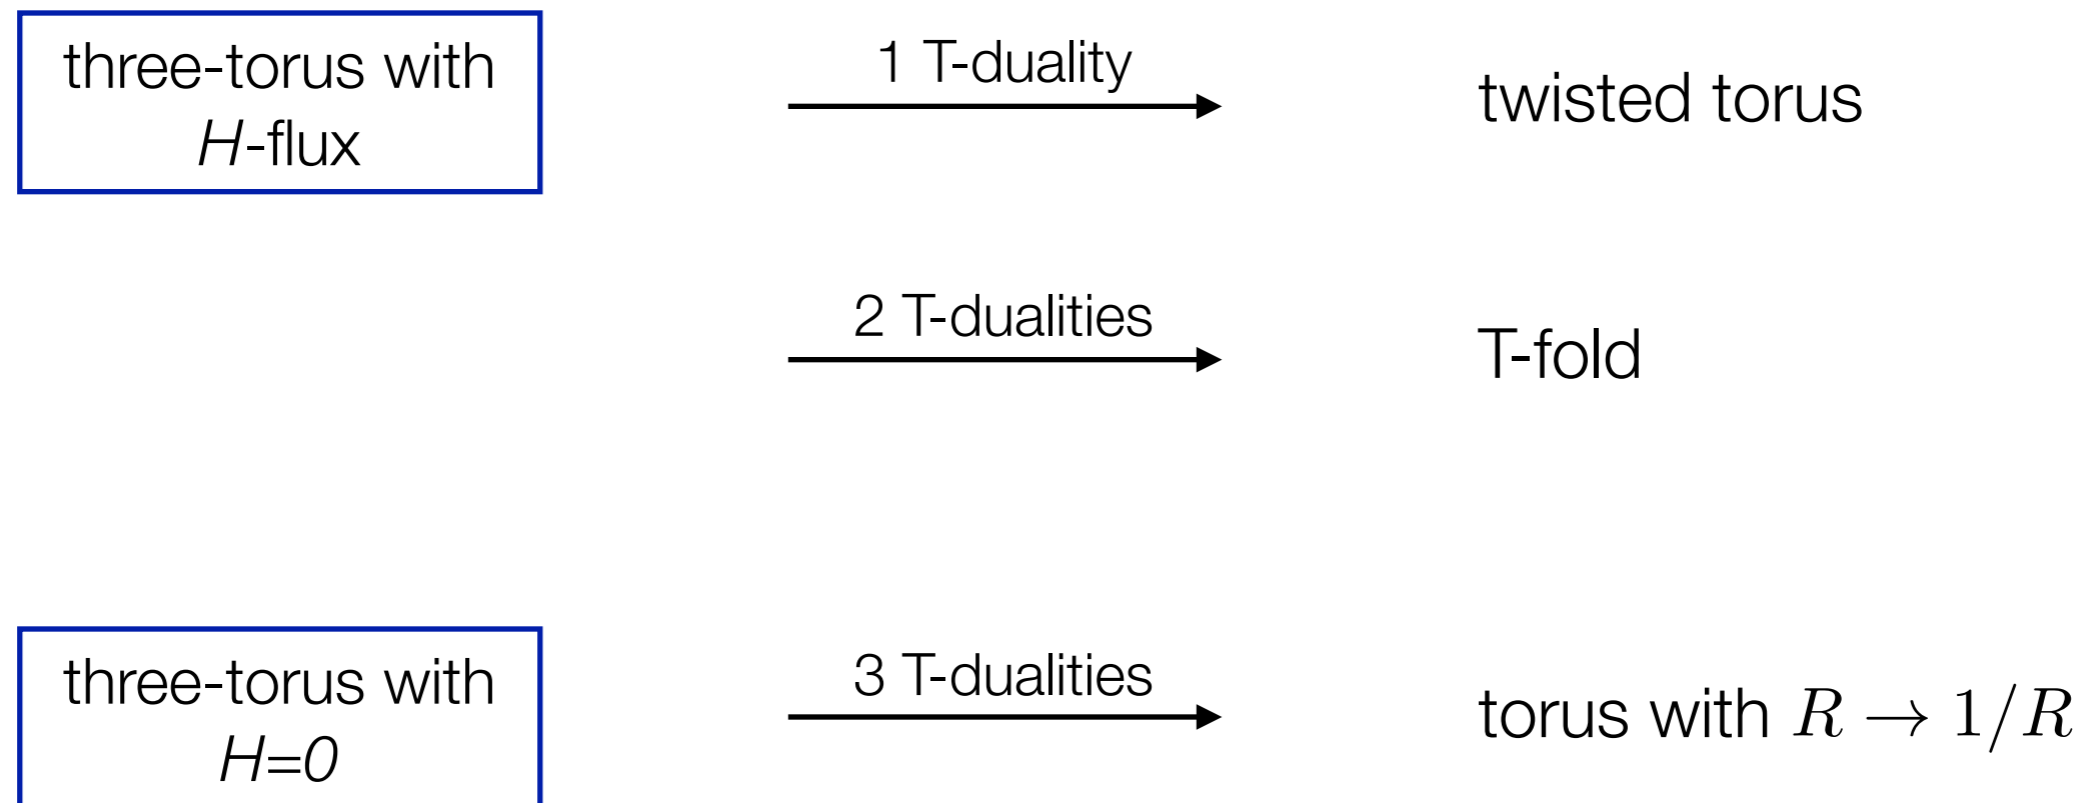 three-torus with
H-flux
1 T-duality
twisted torus
2 T-dualities
T-fold
three-torus with
H=0
3 T-dualities
torus with R → 1/R